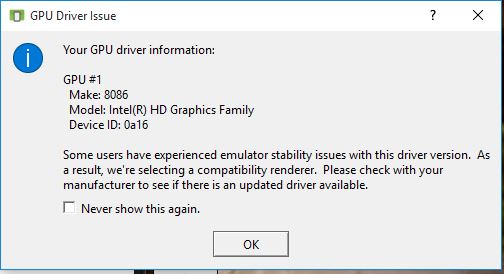 GPU Driver Issue
Your GPU driver information:
GPU #1
Make: 8086
Model: Intel(R) HD Graphics Family
Device ID: 0a16
Some users have experienced emulator stability issues with this driver version.  As
a result, we're selecting a compatibility renderer.  Please check with your
manufacturer to see if there is an updated driver available.
Never show this again.
OK